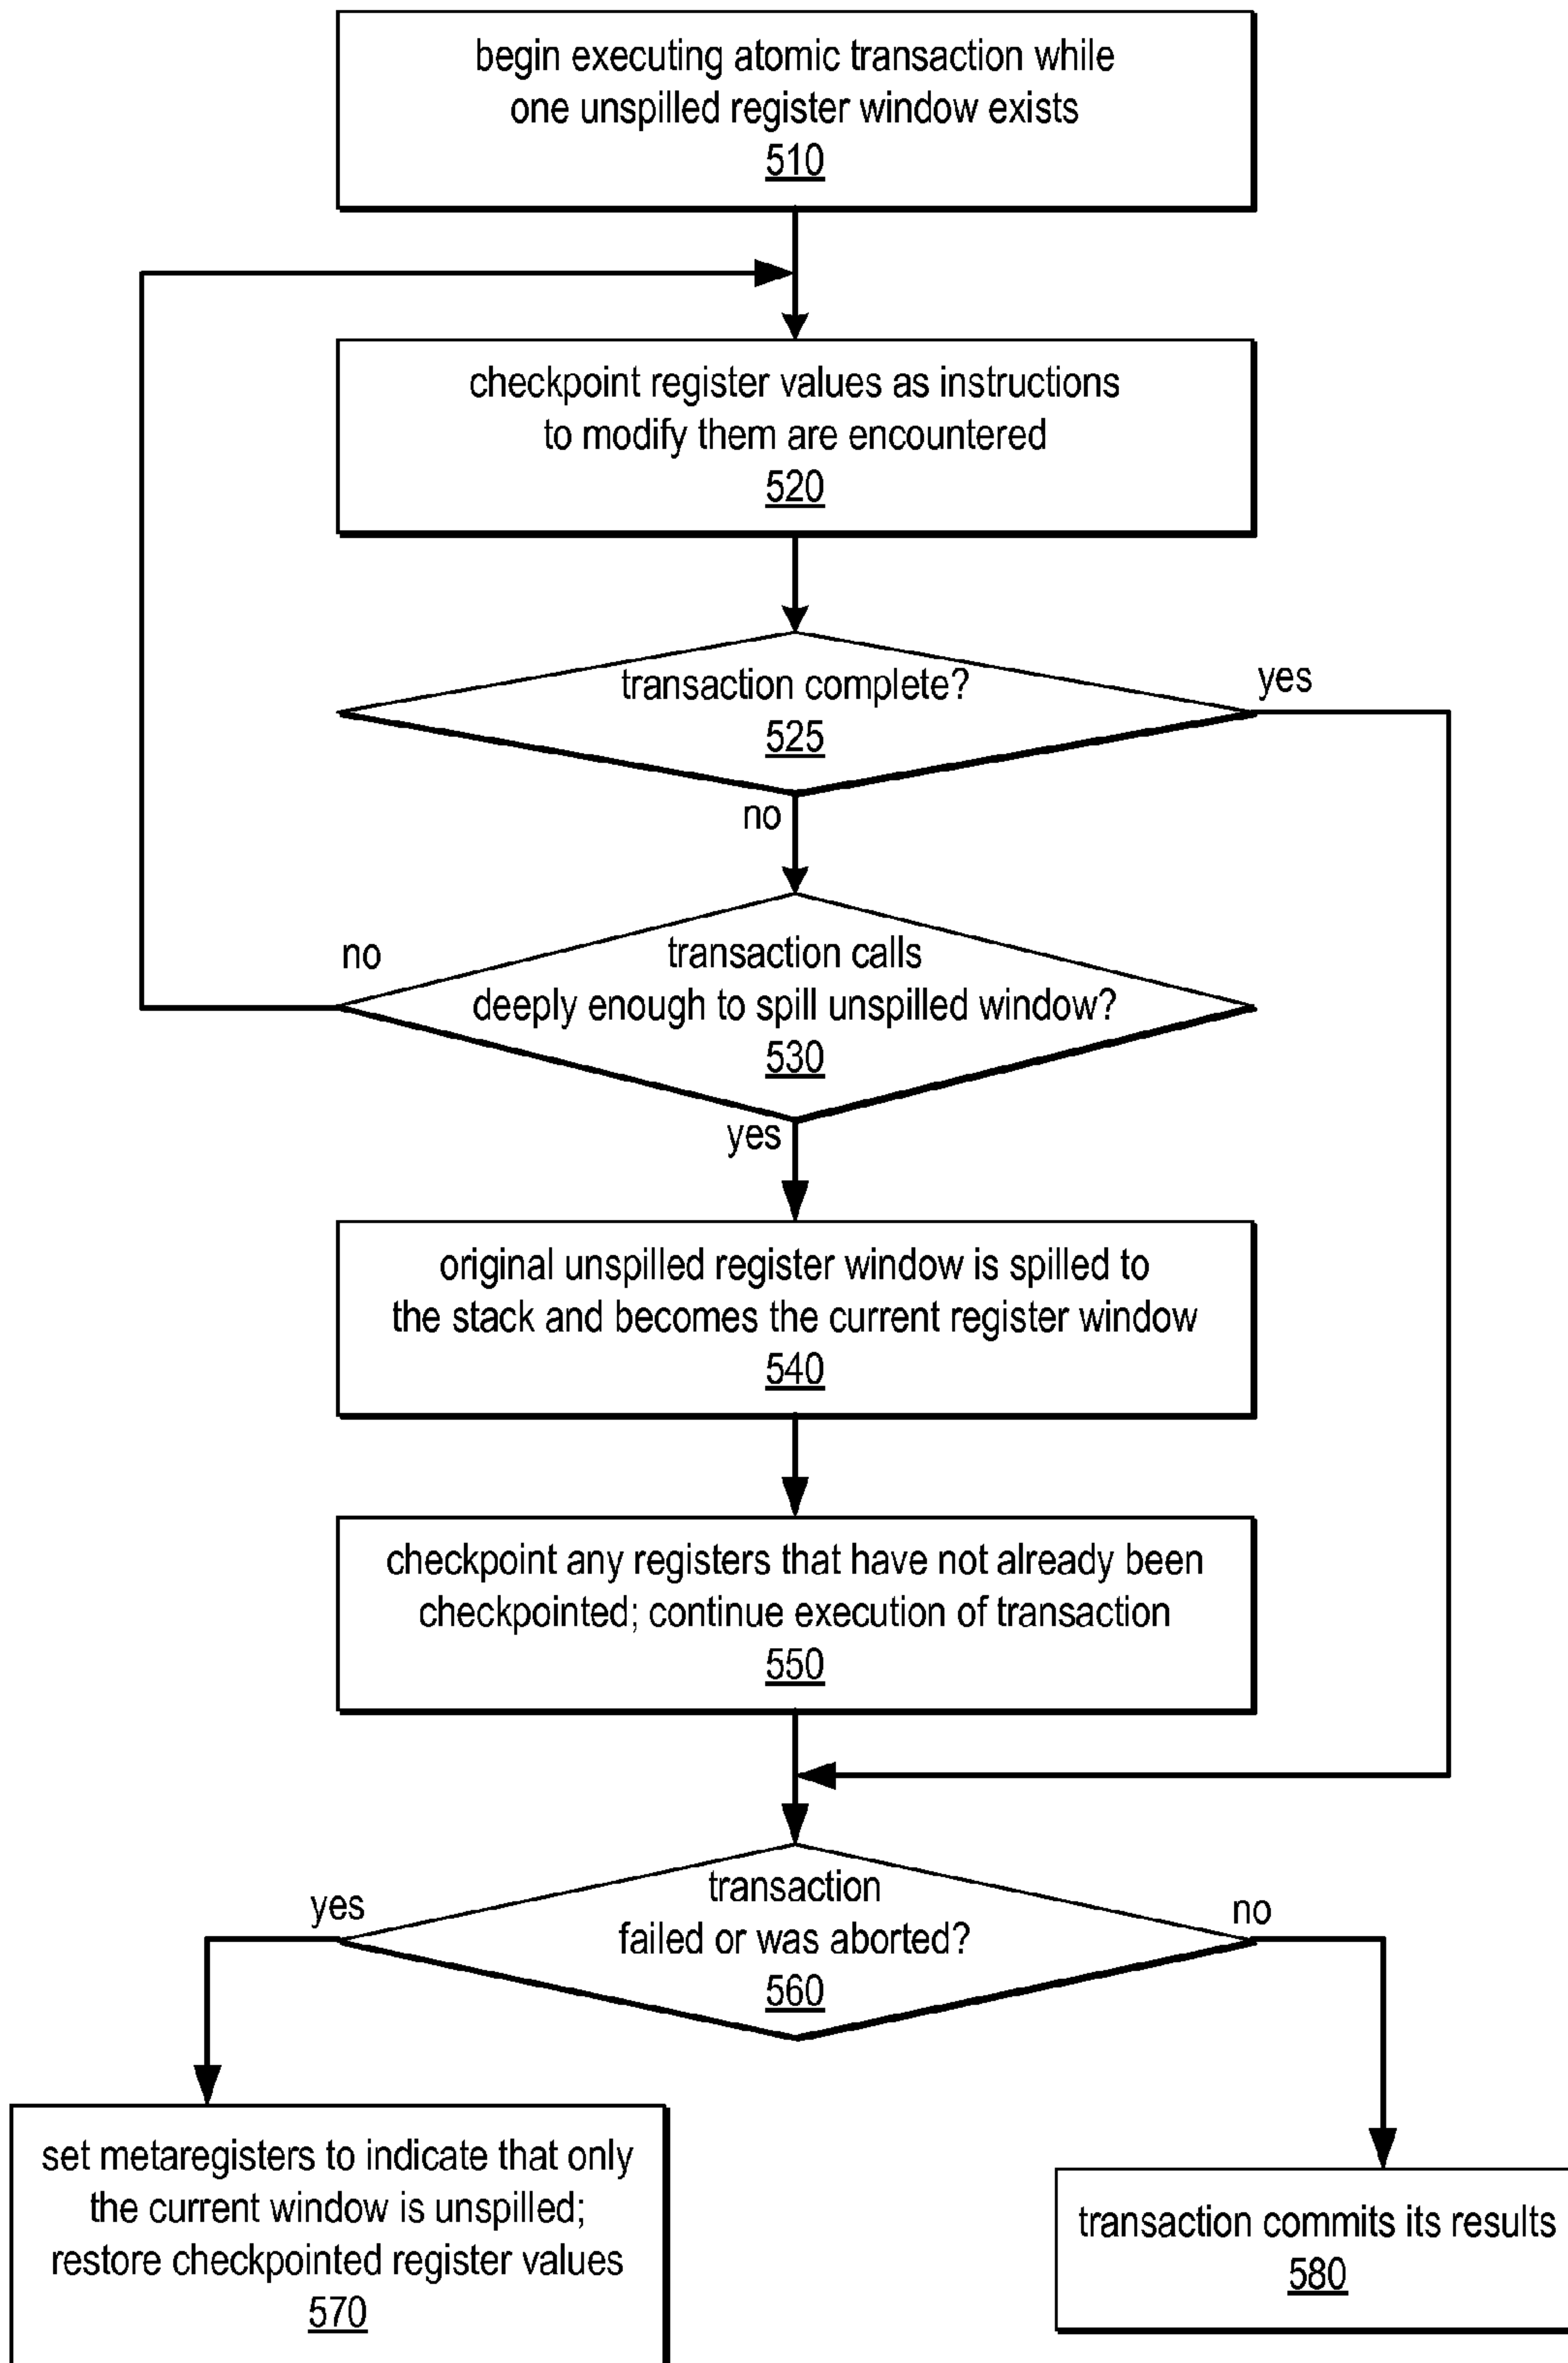 begin executing atomic transaction while
one unspilled register window exists
510
checkpoint register values as instructions
to modify them are encountered
520
transaction complete?
525
yes
no
transaction calls
deeply enough to spill unspilled window?
530
no
yes
original unspilled register window is spilled to
the stack and becomes the current register window
540
checkpoint any registers that have not already been
checkpointed; continue execution of transaction
550
transaction
failed or was aborted?
560
yes
no
set metaregisters to indicate that only
the current window is unspilled;
restore checkpointed register values
570
transaction commits its results
580